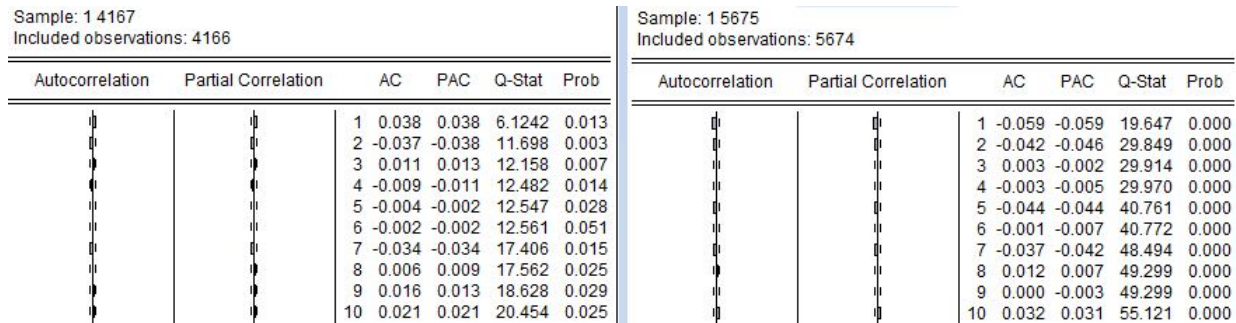 Sample: 1 4167
Included observations: 4166
Autocorrelation Partial Correlation AC PAC Q-Stat Prob
1 0.038 0.038 6.1242 0.013
2 -0.037 -0.038 11.698 0.003
3 0.011 0.013 12.158 0.007
4 -0.009 -0.011 12.482 0.014
5 -0.004 -0.002 12.547 0.028
6 -0.002 -0.002 12.561 0.051
7 -0.034 -0.034 17.406 0.015
8 0.006 0.009 17.562 0.025
9 0.016 0.013 18.628 0.029
10 0.021 0.021 20.454 0.025
Sample: 1 5675
Included observations: 5674
Autocorrelation Partial Correlation AC PAC Q-Stat Prob
1 -0.059 -0.059 19.647 0.000
2 -0.042 -0.046 29.849 0.000
3 0.003 -0.002 29.914 0.000
4 -0.003 -0.005 29.970 0.000
5 -0.044 -0.044 40.761 0.000
6 -0.001 -0.007 40.772 0.000
7 -0.037 -0.042 48.494 0.000
8 0.012 0.007 49.299 0.000
9 0.000 -0.003 49.299 0.000
10 0.032 0.031 55.121 0.000